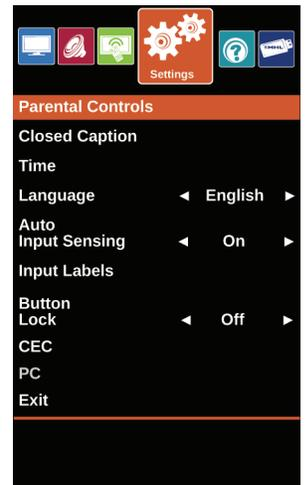 MHL
Settings
Parental Controls
Closed Caption
Time
Language ◄ English ►
Auto
Input Sensing ◄ On ►
Input Labels
Button
Lock ◄ Off ►
CEC
PC
Exit